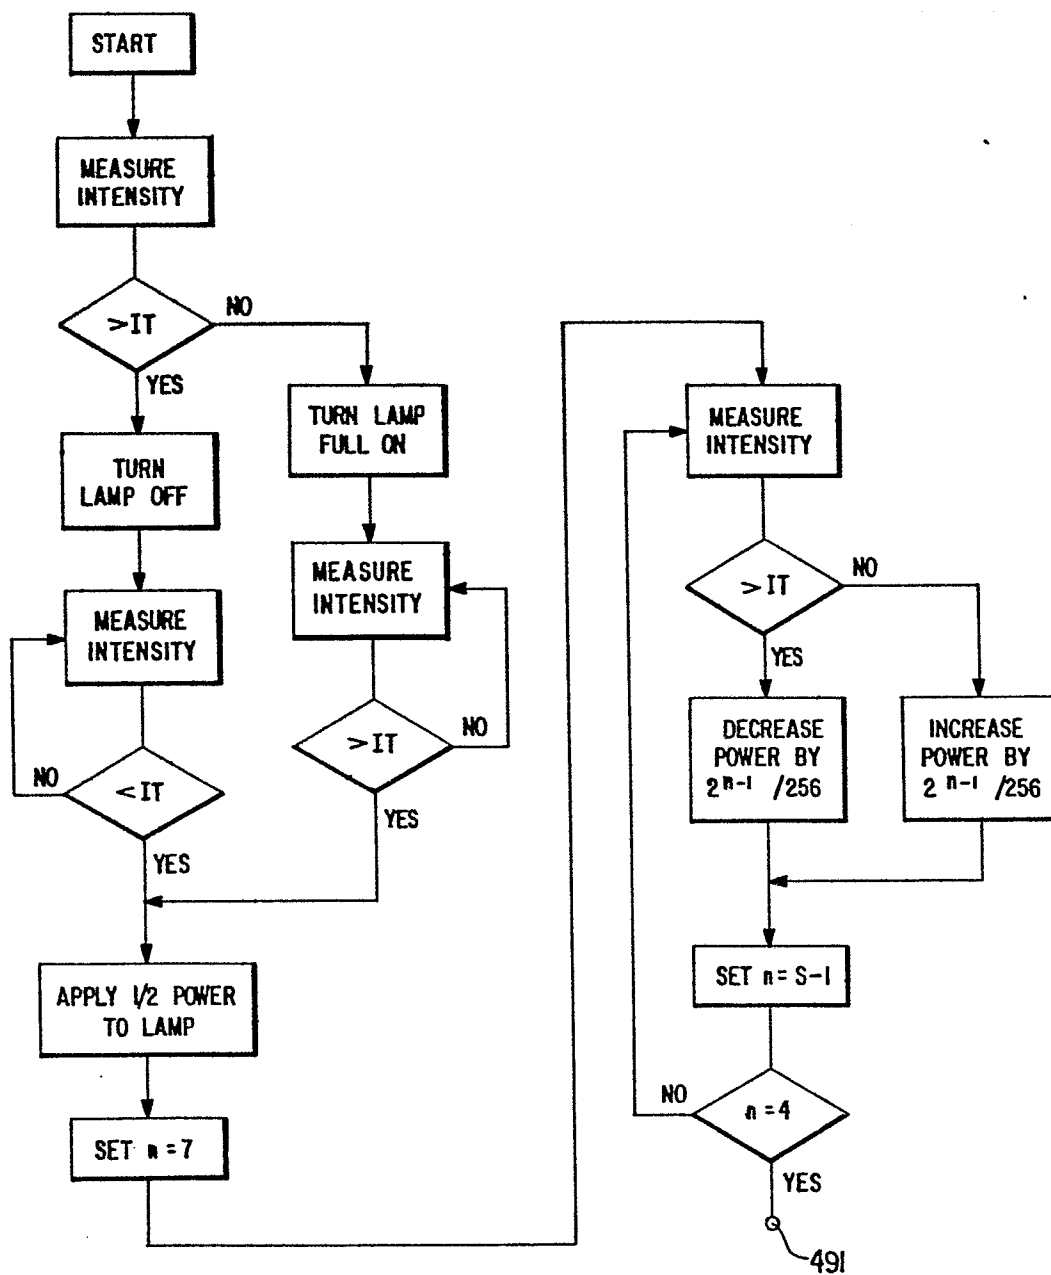 START
MEASURE
INTENSITY
>IT
NO
YES
TURN
LAMP OFF
TURN LAMP
FULL ON
MEASURE
INTENSITY
MEASURE
INTENSITY
>IT
NO
YES
<IT
NO
YES
APPLY 1/2 POWER
TO LAMP
SET n = 7
MEASURE
INTENSITY
>IT
NO
YES
DECREASE
POWER BY
2ⁿ⁻¹ /256
INCREASE
POWER BY
2ⁿ⁻¹ /256
SET n = S-1
n = 4
NO
YES
491